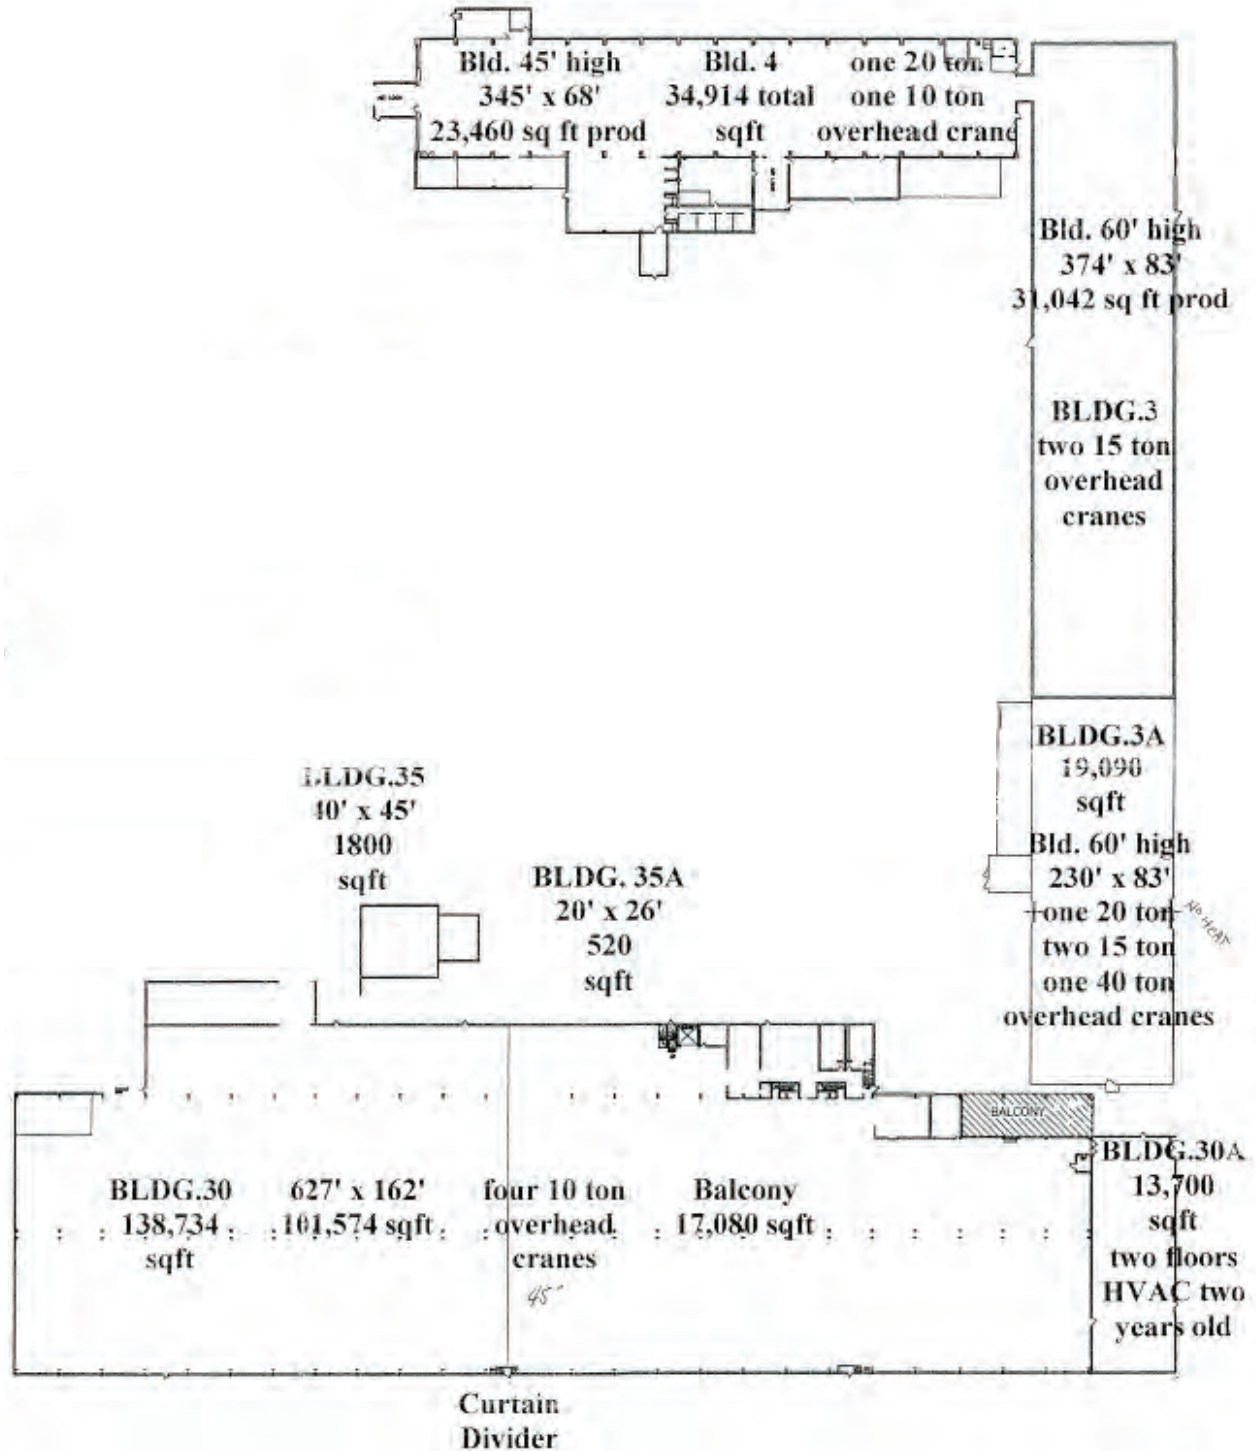 Bld. 45' high
345' x 68'
23,460 sq ft prod
Bld. 4
34,914 total
sqft
one 20 ton
one 10 ton
overhead crane
Bld. 60' high
374' x 83'
31,042 sq ft prod
BLDG.3
two 15 ton
overhead
cranes
BLDG.3A
19,090
sqft
Bld. 60' high
230' x 83'
one 20 ton
two 15 ton
one 40 ton
overhead cranes
No HEAT
BLDG.35
40' x 45'
1800
sqft
BLDG. 35A
20' x 26'
520
sqft
BALCONY
BLDG.30
138,734
sqft
627' x 162'
101,574 sqft
four 10 ton
overhead
cranes
45'
Balcony
17,080 sqft
BLDG.30A
13,700
sqft
two floors
HVAC two
years old
Curtain
Divider